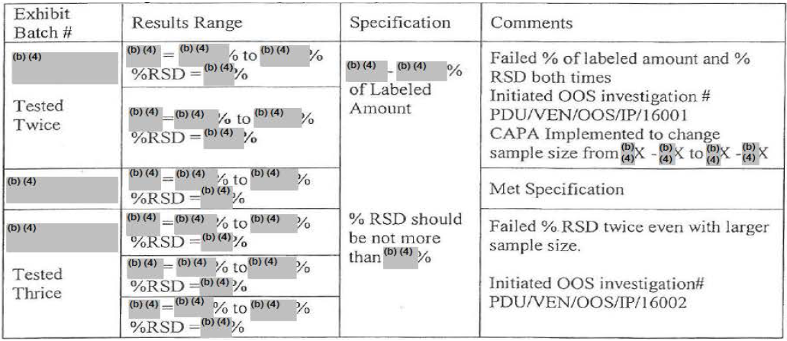 Exhibit
Batch #
Results Range
Specification
Comments
(b) (4)
Tested
Twice
(b) (4) = (b) (4) % to (b) (4) %
%RSD = (b) (4) %
(b) (4) = (b) (4) % to (b) (4) %
%RSD = (b) (4) %
(b) (4) - (b) (4) %
of Labeled
Amount
Failed % of labeled amount and %
RSD both times
Initiated OOS investigation #
PDU/VEN/OOS/IP/16001
CAPA Implemented to change
sample size from (b) (4) X - (b) (4) X to (b) (4) X - (b) (4) X
(b) (4)
(b) (4) = (b) (4) % to (b) (4) %
%RSD = (b) (4) %
Met Specification
(b) (4)
Tested
Thrice
(b) (4) = (b) (4) % to (b) (4) %
%RSD = (b) (4) %
(b) (4) = (b) (4) % to (b) (4) %
%RSD = (b) (4) %
(b) (4) = (b) (4) % to (b) (4) %
%RSD = (b) (4) %
% RSD should
be not more
than (b) (4) %
Failed % RSD twice even with larger
sample size.
Initiated OOS investigation#
PDU/VEN/OOS/IP/16002